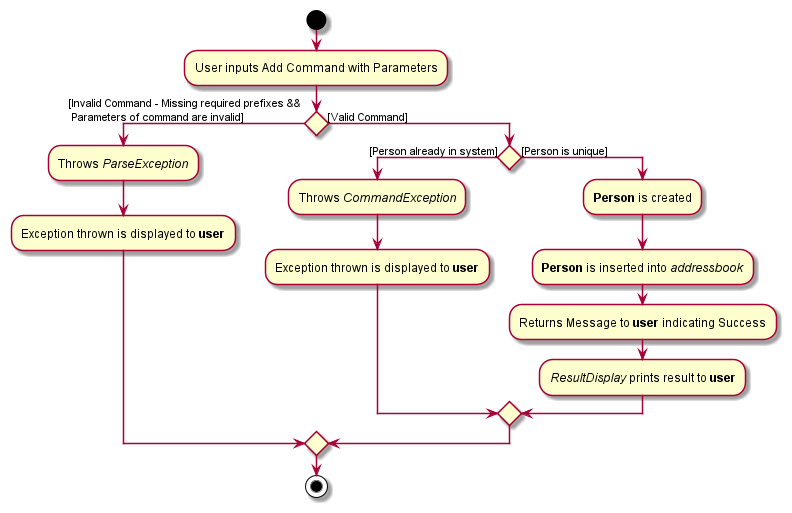 User inputs Add Command with Parameters
[Invalid Command - Missing required prefixes &&
Parameters of command are invalid]
[Valid Command]
[Person already in system]
[Person is unique]
Throws ParseException
Exception thrown is displayed to user
Throws CommandException
Exception thrown is displayed to user
Person is created
Person is inserted into addressbook
Returns Message to user indicating Success
ResultDisplay prints result to user